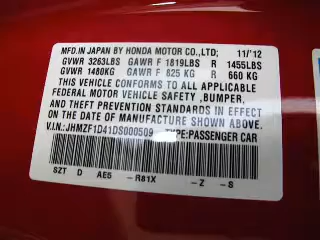 MFD.IN JAPAN BY HONDA MOTOR CO.,LTD; 11/'12
GVWR 3263LBS GAWR F 1819LBS R 1455LBS
GVWR 1480KG GAWR F 825 KG R 660 KG
THIS VEHICLE CONFORMS TO ALL APPLICABLE
FEDERAL MOTOR VEHICLE SAFETY ,BUMPER,
AND THEFT PREVENTION STANDARDS IN EFFECT
ON THE DATE OF MANUFACTURE SHOWN ABOVE.
V.I.N.:JHMZF1D41DS000509 TYPE:PASSENGER CAR
SZT D AE5 -R81X -Z -S